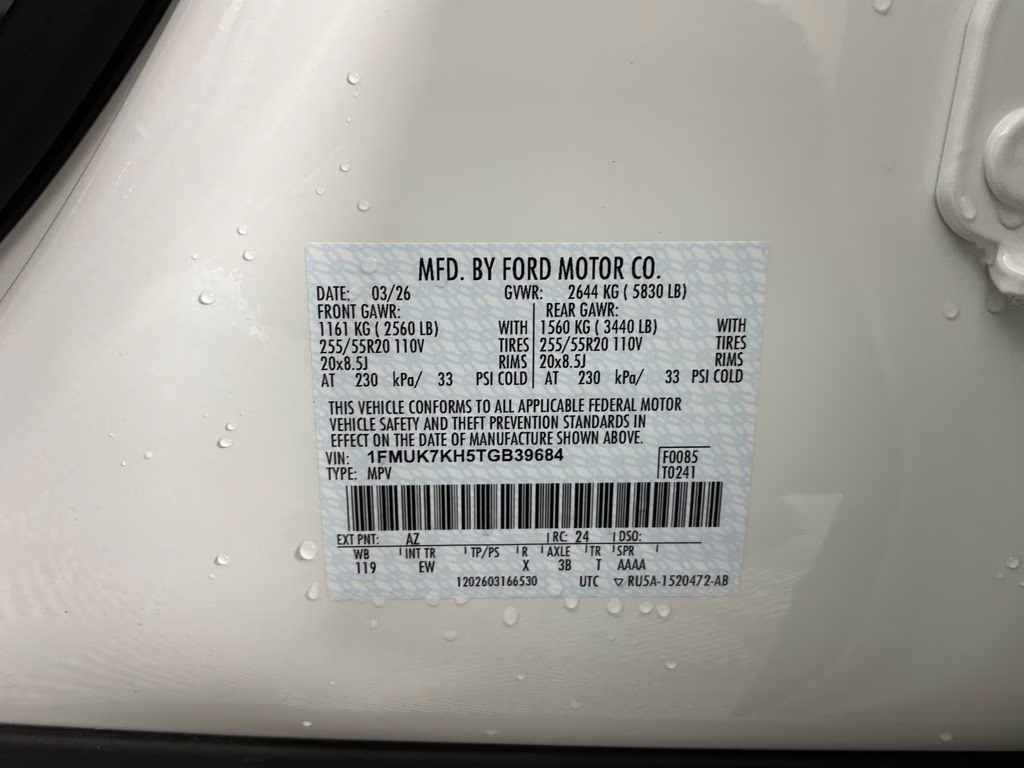 MFD. BY FORD MOTOR CO.
DATE: 03/26 GVWR: 2644 KG ( 5830 LB)
FRONT GAWR: REAR GAWR:
1161 KG ( 2560 LB) WITH 1560 KG ( 3440 LB) WITH
255/55R20 110V TIRES 255/55R20 110V TIRES
20x8.5J RIMS 20x8.5J RIMS
AT 230 kPa/ 33 PSI COLD AT 230 kPa/ 33 PSI COLD
THIS VEHICLE CONFORMS TO ALL APPLICABLE FEDERAL MOTOR
VEHICLE SAFETY AND THEFT PREVENTION STANDARDS IN
EFFECT ON THE DATE OF MANUFACTURE SHOWN ABOVE.
VIN: 1FMUK7KH5TGB39684 F0085
TYPE: MPV T0241
EXT PNT: AZ RC: 24 DSO:
WB INT TR TP/PS R AXLE TR SPR
119 EW X 3B T AAAA
1202603166530 UTC ▽ RU5A-1520472-AB